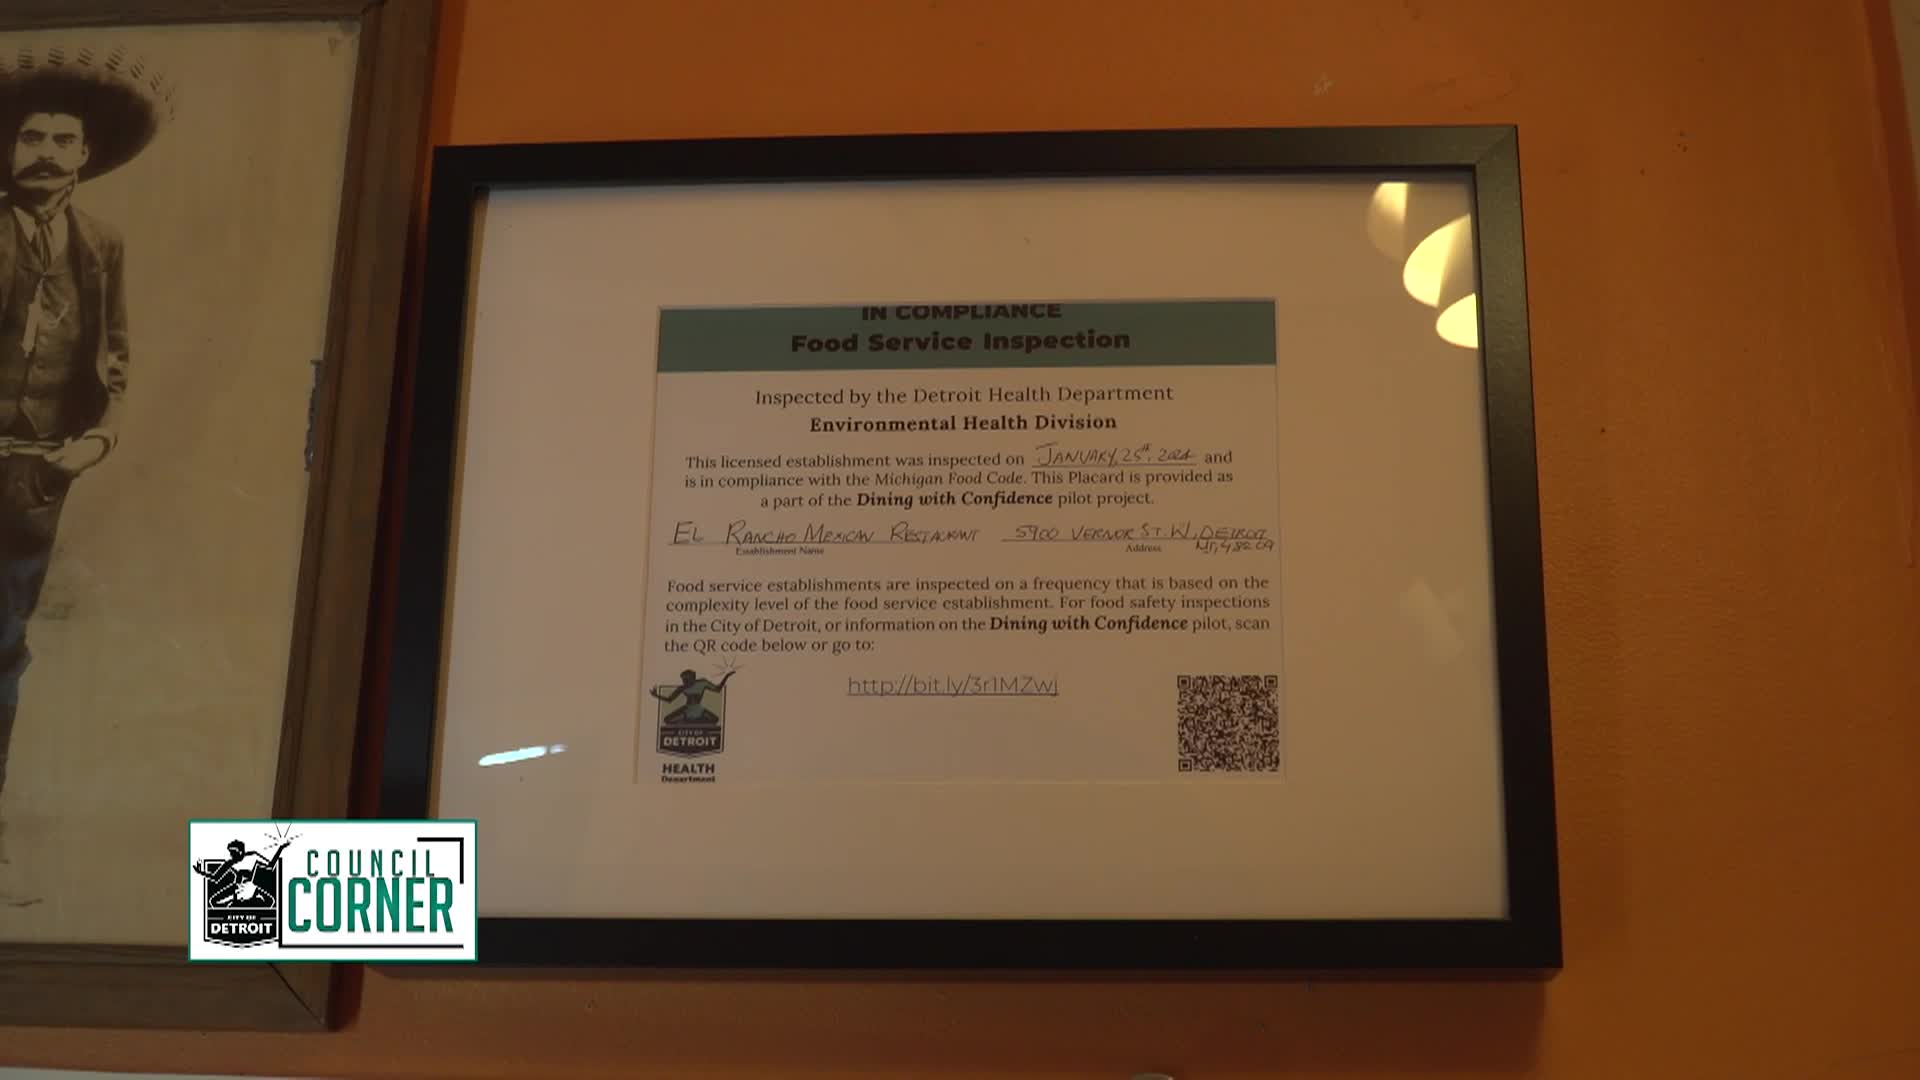 IN COMPLIANCE
Food Service Inspection
Inspected by the Detroit Health Department
Environmental Health Division
This licensed establishment was inspected on JANUARY, 25th, 2024 and
is in compliance with the Michigan Food Code. This Placard is provided as
a part of the Dining with Confidence pilot project.
EL RANCHO MEXICAN RESTAURANT 5900 VERNOR ST. W, DETROIT
MI, 48209
Establishment Name Address
Food service establishments are inspected on a frequency that is based on the
complexity level of the food service establishment. For food safety inspections
in the City of Detroit, or information on the Dining with Confidence pilot, scan
the QR code below or go to:
http://bit.ly/3r1MZwj
CITY OF
DETROIT
HEALTH
Department
COUNCIL
CORNER
CITY OF
DETROIT